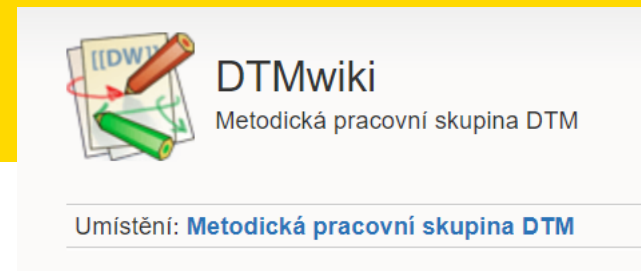 [[DW]]
DTMwiki
Metodická pracovní skupina DTM
Umístění: Metodická pracovní skupina DTM